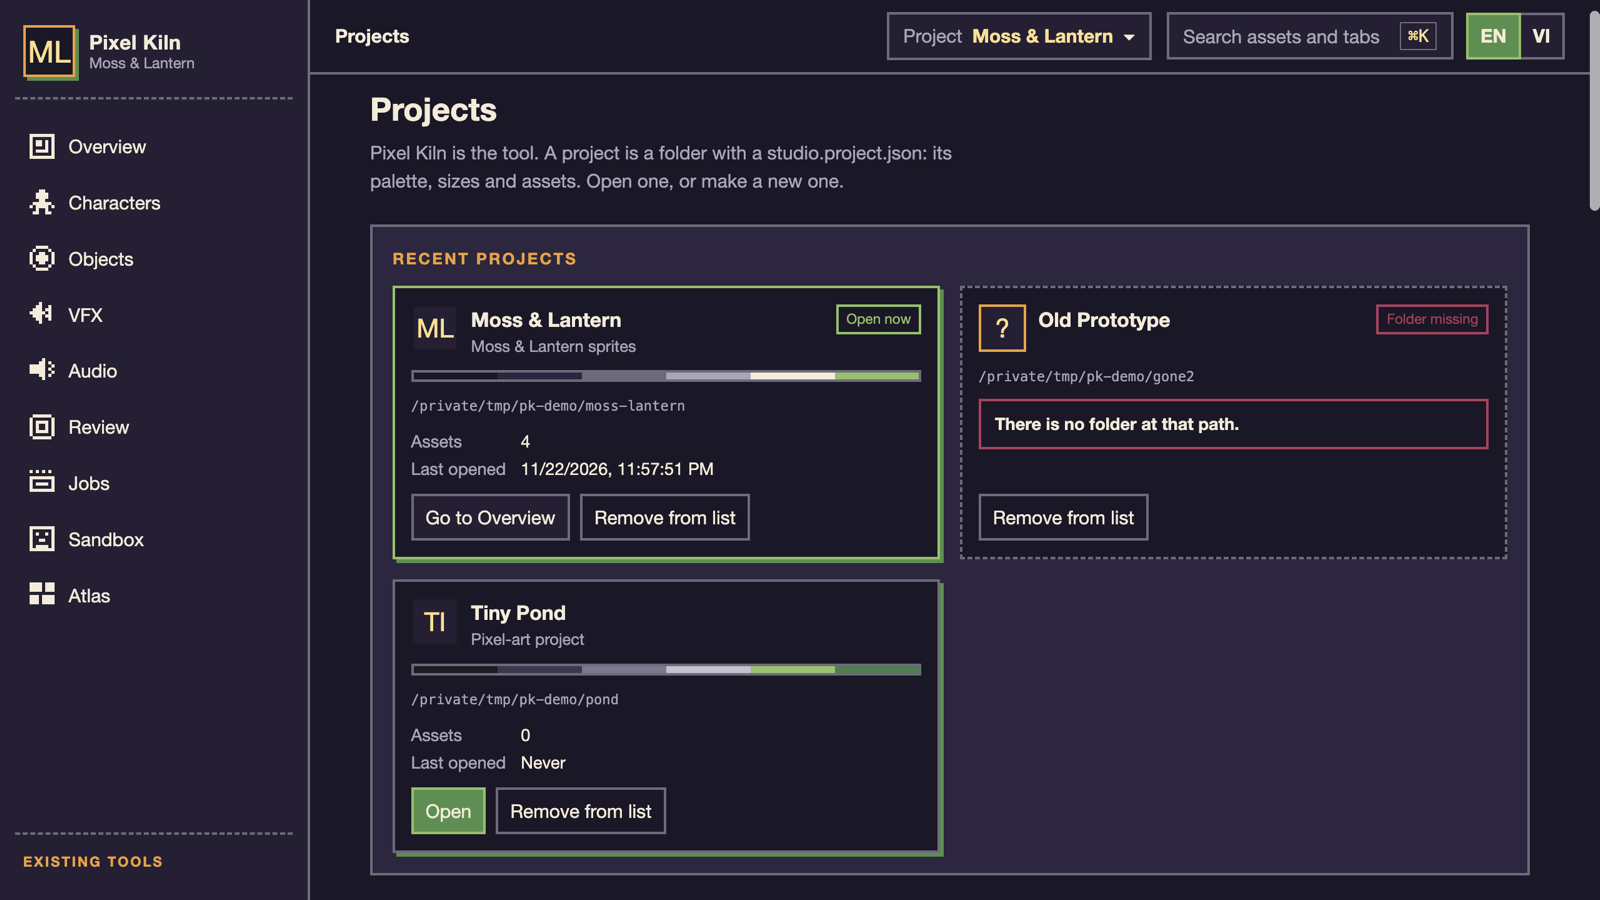 ML
Pixel Kiln
Moss & Lantern
Overview
Characters
Objects
VFX
Audio
Review
Jobs
Sandbox
Atlas
EXISTING TOOLS
Projects
Project Moss & Lantern
Search assets and tabs ⌘K
EN VI
Projects
Pixel Kiln is the tool. A project is a folder with a studio.project.json: its
palette, sizes and assets. Open one, or make a new one.
RECENT PROJECTS
ML
Moss & Lantern
Open now
Moss & Lantern sprites
/private/tmp/pk-demo/moss-lantern
Assets 4
Last opened 11/22/2026, 11:57:51 PM
Go to Overview
Remove from list
?
Old Prototype
Folder missing
/private/tmp/pk-demo/gone2
There is no folder at that path.
Remove from list
TI
Tiny Pond
Pixel-art project
/private/tmp/pk-demo/pond
Assets 0
Last opened Never
Open
Remove from list